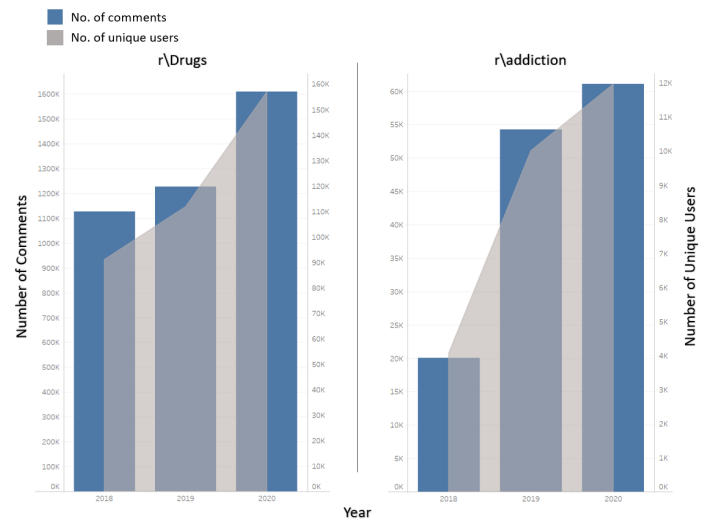 No. of comments
No. of unique users
r\Drugs
r\addiction
Number of Comments
1600K
1500K
1400K
1300K
1200K
1100K
1000K
900K
800K
700K
600K
500K
400K
300K
200K
100K
0K
160K
150K
140K
130K
120K
110K
100K
90K
80K
70K
60K
50K
40K
30K
20K
10K
0K
2018
2019
2020
60K
55K
50K
45K
40K
35K
30K
25K
20K
15K
10K
5K
0K
12K
11K
10K
9K
8K
7K
6K
5K
4K
3K
2K
1K
0K
Number of Unique Users
2018
2019
2020
Year